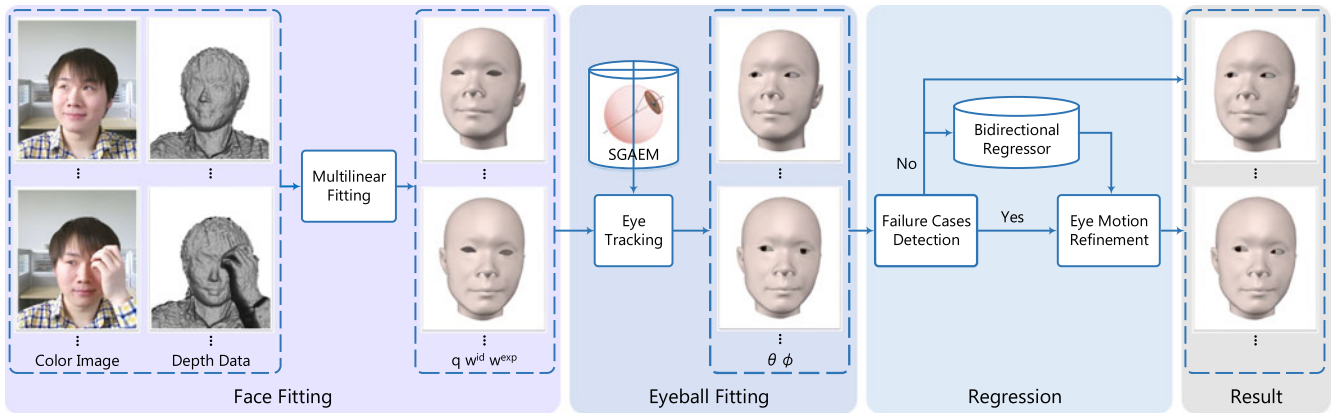 Color Image
Depth Data
Multilinear
Fitting
q w^id w^exp
Face Fitting
SGAEM
Eye
Tracking
θ ϕ
Eyeball Fitting
Failure Cases
Detection
No
Yes
Bidirectional
Regressor
Eye Motion
Refinement
Regression
Result